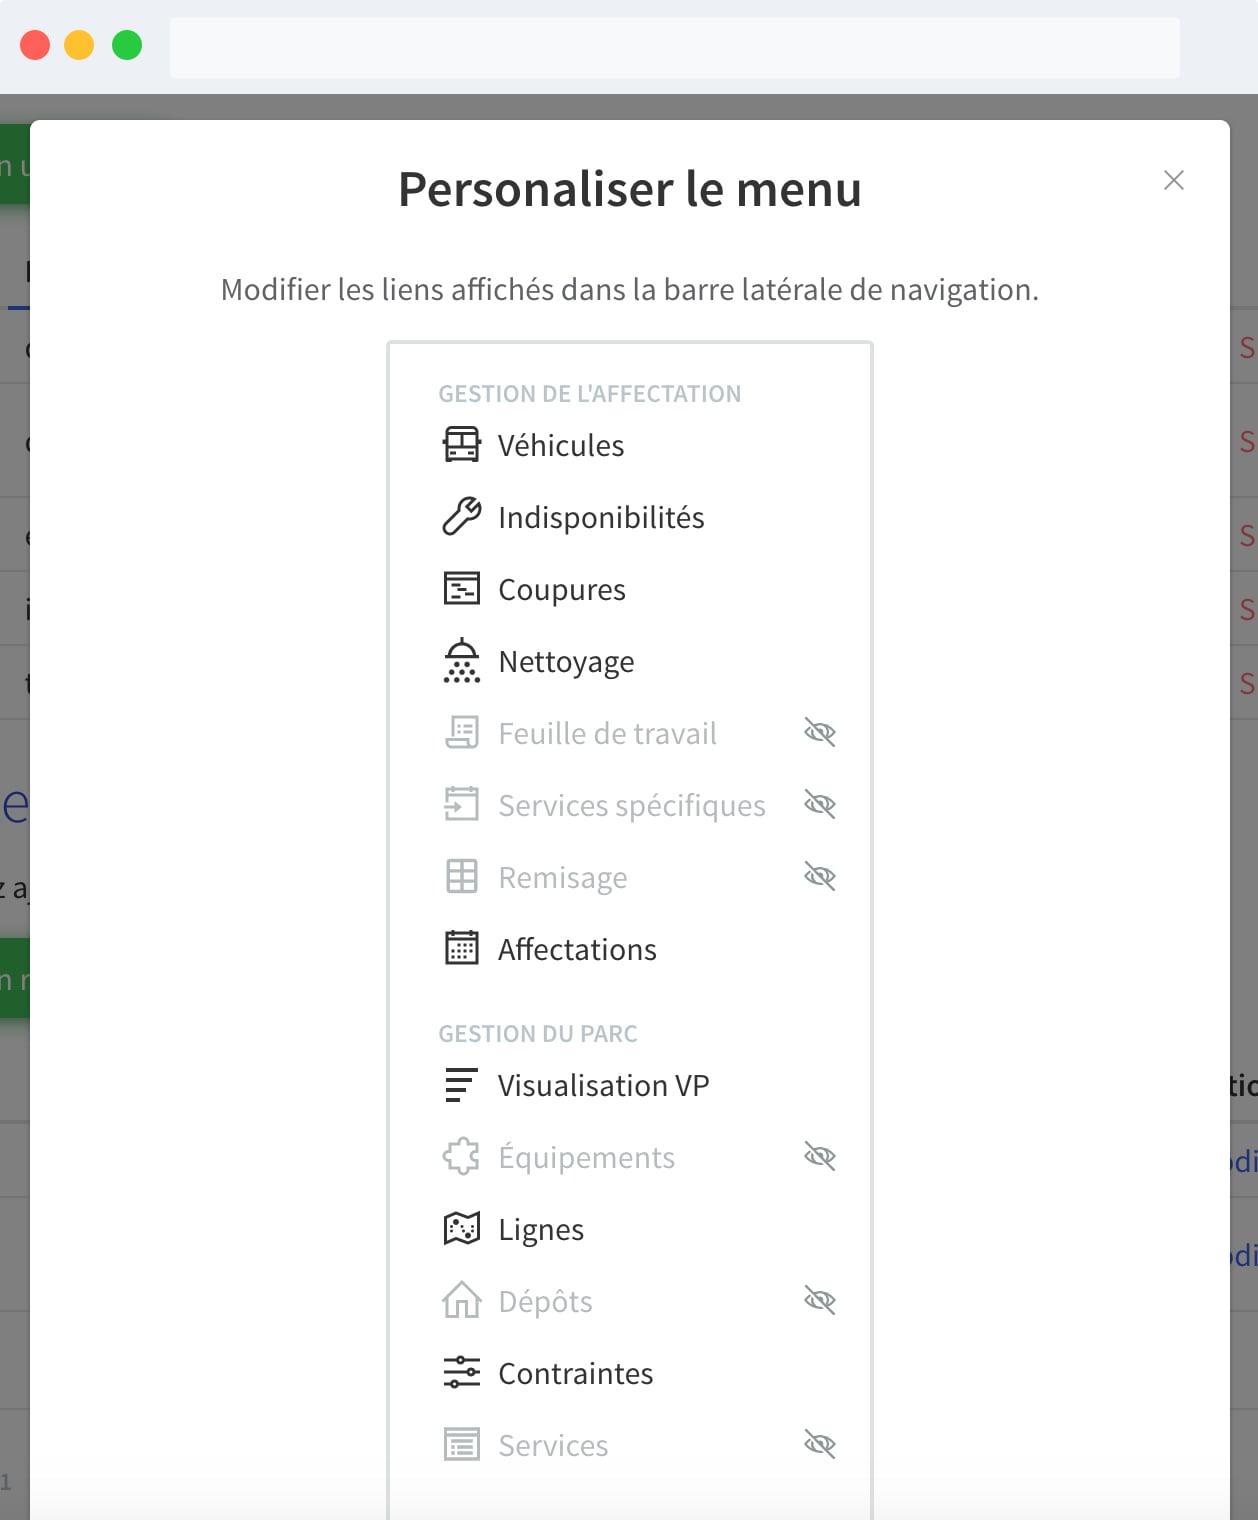 Personaliser le menu
Modifier les liens affichés dans la barre latérale de navigation.
GESTION DE L'AFFECTATION
Véhicules
Indisponibilités
Coupures
Nettoyage
Feuille de travail
Services spécifiques
Remisage
Affectations
GESTION DU PARC
Visualisation VP
Équipements
Lignes
Dépôts
Contraintes
Services